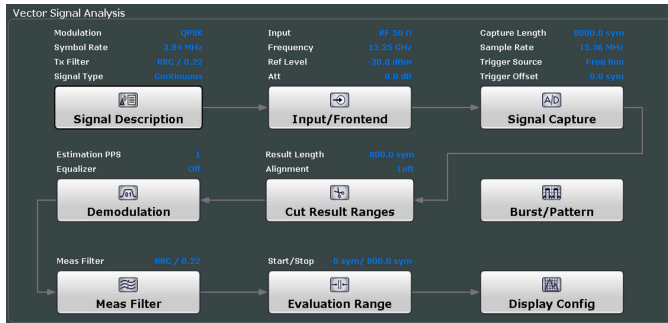 Vector Signal Analysis
Modulation QPSK
Symbol Rate 3.84 MHz
Tx Filter RRC / 0.22
Signal Type Continuous
Signal Description
Input RF 50 Ω
Frequency 13.25 GHz
Ref Level -30.0 dBm
Att 0.0 dB
Input/Frontend
Capture Length 8000.0 sym
Sample Rate 15.36 MHz
Trigger Source Free Run
Trigger Offset 0.0 sym
A/D
Signal Capture
Estimation PPS 1
Equalizer Off
01
Demodulation
Result Length 800.0 sym
Alignment Left
Cut Result Ranges
Burst/Pattern
Meas Filter RRC / 0.22
Meas Filter
Start/Stop 0 sym/ 800.0 sym
Evaluation Range
Display Config